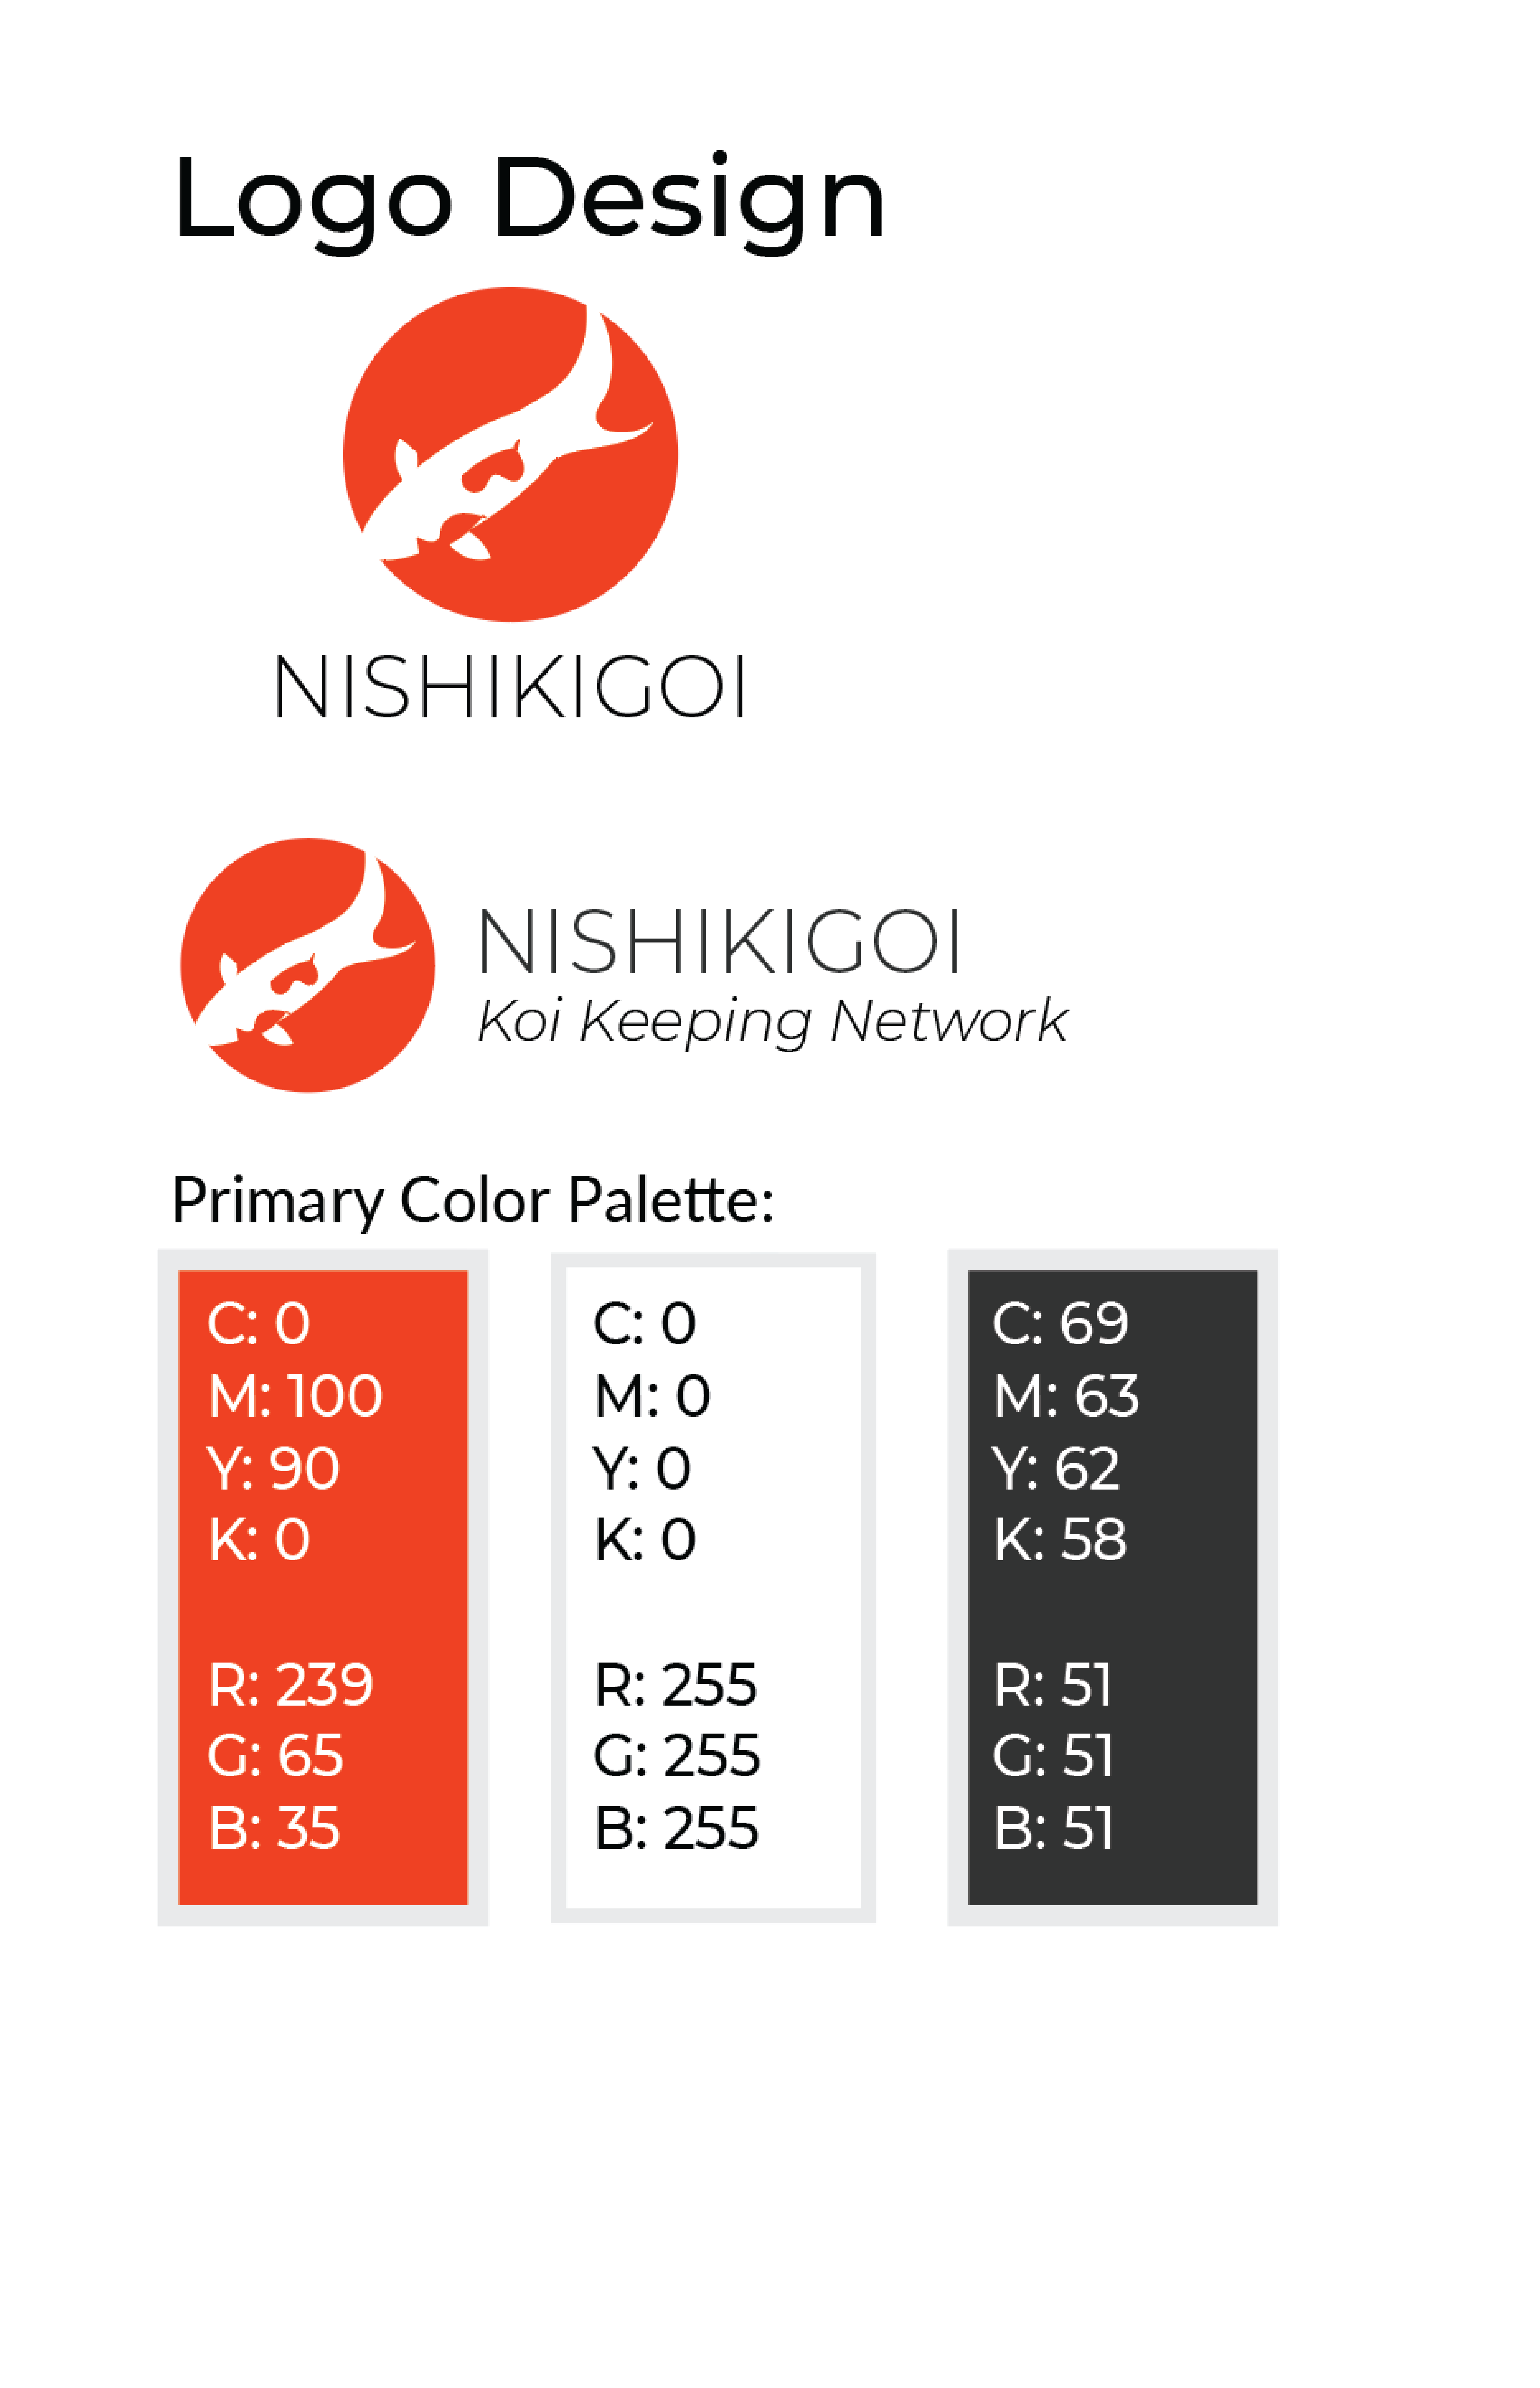 Logo Design
NISHIKIGOI
NISHIKIGOI
Koi Keeping Network
Primary Color Palette:
C: 0
M: 100
Y: 90
K: 0
R: 239
G: 65
B: 35
C: 0
M: 0
Y: 0
K: 0
R: 255
G: 255
B: 255
C: 69
M: 63
Y: 62
K: 58
R: 51
G: 51
B: 51